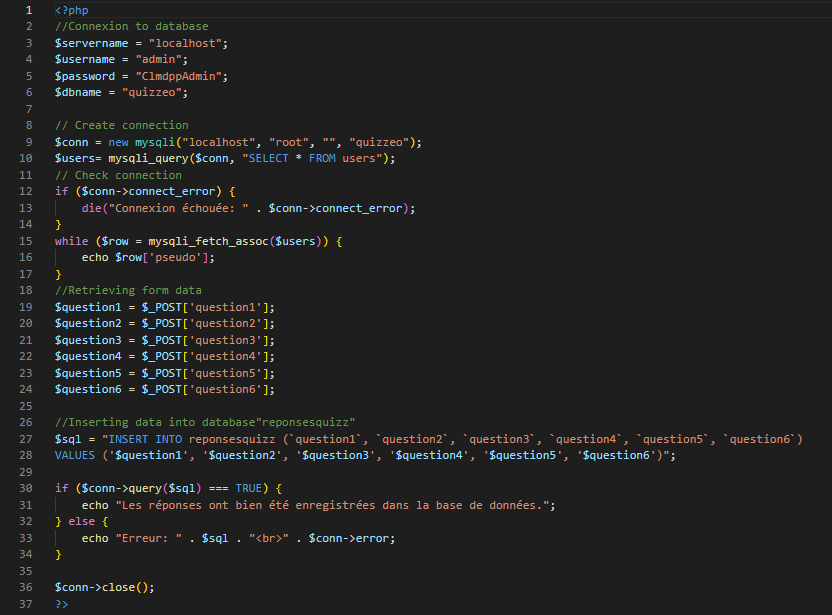 1 <?php
2 //Connexion to database
3 $servername = "localhost";
4 $username = "admin";
5 $password = "ClmdppAdmin";
6 $dbname = "quizzeo";
7
8 // Create connection
9 $conn = new mysqli("localhost", "root", "", "quizzeo");
10 $users= mysqli_query($conn, "SELECT * FROM users");
11 // Check connection
12 if ($conn->connect_error) {
13     die("Connexion échouée: " . $conn->connect_error);
14 }
15 while ($row = mysqli_fetch_assoc($users)) {
16     echo $row['pseudo'];
17 }
18 //Retrieving form data
19 $question1 = $_POST['question1'];
20 $question2 = $_POST['question2'];
21 $question3 = $_POST['question3'];
22 $question4 = $_POST['question4'];
23 $question5 = $_POST['question5'];
24 $question6 = $_POST['question6'];
25
26 //Inserting data into database"reponsesquizz"
27 $sql = "INSERT INTO reponsesquizz (`question1`, `question2`, `question3`, `question4`, `question5`, `question6`)
28 VALUES ('$question1', '$question2', '$question3', '$question4', '$question5', '$question6')";
29
30 if ($conn->query($sql) === TRUE) {
31     echo "Les réponses ont bien été enregistrées dans la base de données.";
32 } else {
33     echo "Erreur: " . $sql . "<br>" . $conn->error;
34 }
35
36 $conn->close();
37 ?>